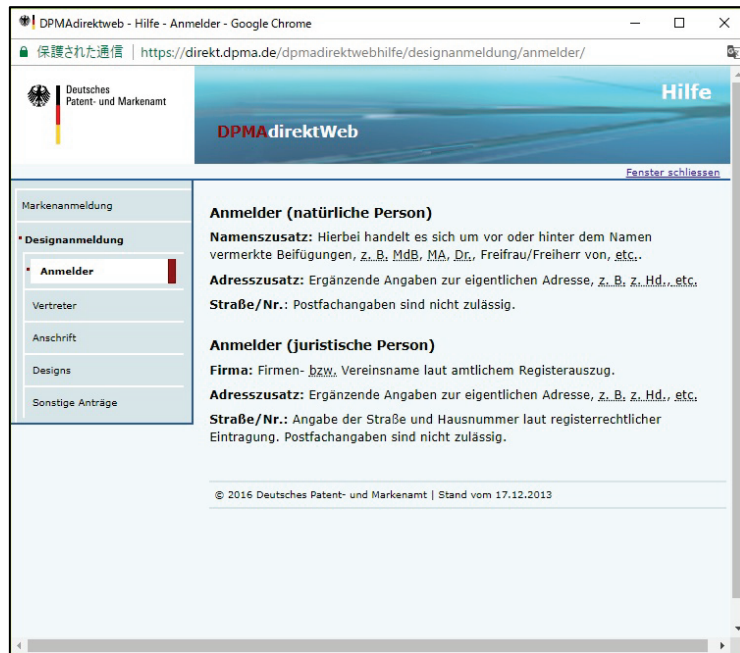 DPMAdirektweb - Hilfe - Anmelder - Google Chrome
保護された通信 | https://direkt.dpma.de/dpmadirektwebhilfe/designanmeldung/anmelder/
Deutsches
Patent- und Markenamt
Hilfe
DPMAdirektWeb
Fenster schliessen
Markenanmeldung
Designanmeldung
Anmelder
Vertreter
Anschrift
Designs
Sonstige Anträge
Anmelder (natürliche Person)
Namenszusatz: Hierbei handelt es sich um vor oder hinter dem Namen
vermerkte Beifügungen, z. B. MdB, MA, Dr., Freifrau/Freiherr von, etc..
Adresszusatz: Ergänzende Angaben zur eigentlichen Adresse, z. B. z. Hd., etc.
Straße/Nr.: Postfachangaben sind nicht zulässig.
Anmelder (juristische Person)
Firma: Firmen- bzw. Vereinsname laut amtlichem Registerauszug.
Adresszusatz: Ergänzende Angaben zur eigentlichen Adresse, z. B. z. Hd., etc.
Straße/Nr.: Angabe der Straße und Hausnummer laut registerrechtlicher
Eintragung. Postfachangaben sind nicht zulässig.
© 2016 Deutsches Patent- und Markenamt | Stand vom 17.12.2013